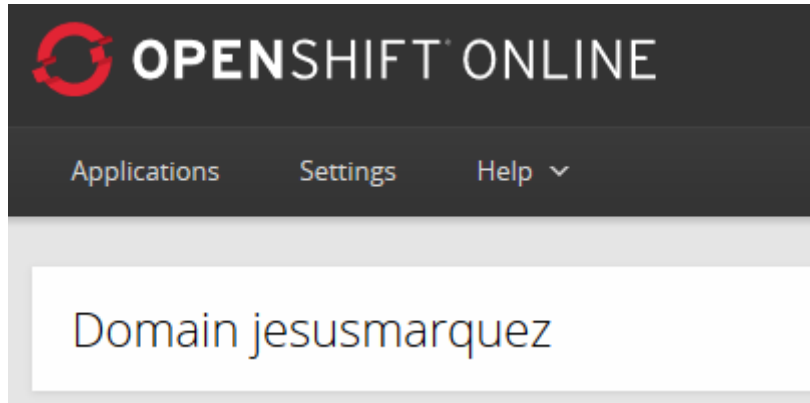 OPENSHIFT ONLINE
Applications Settings Help
Domain jesusmarquez